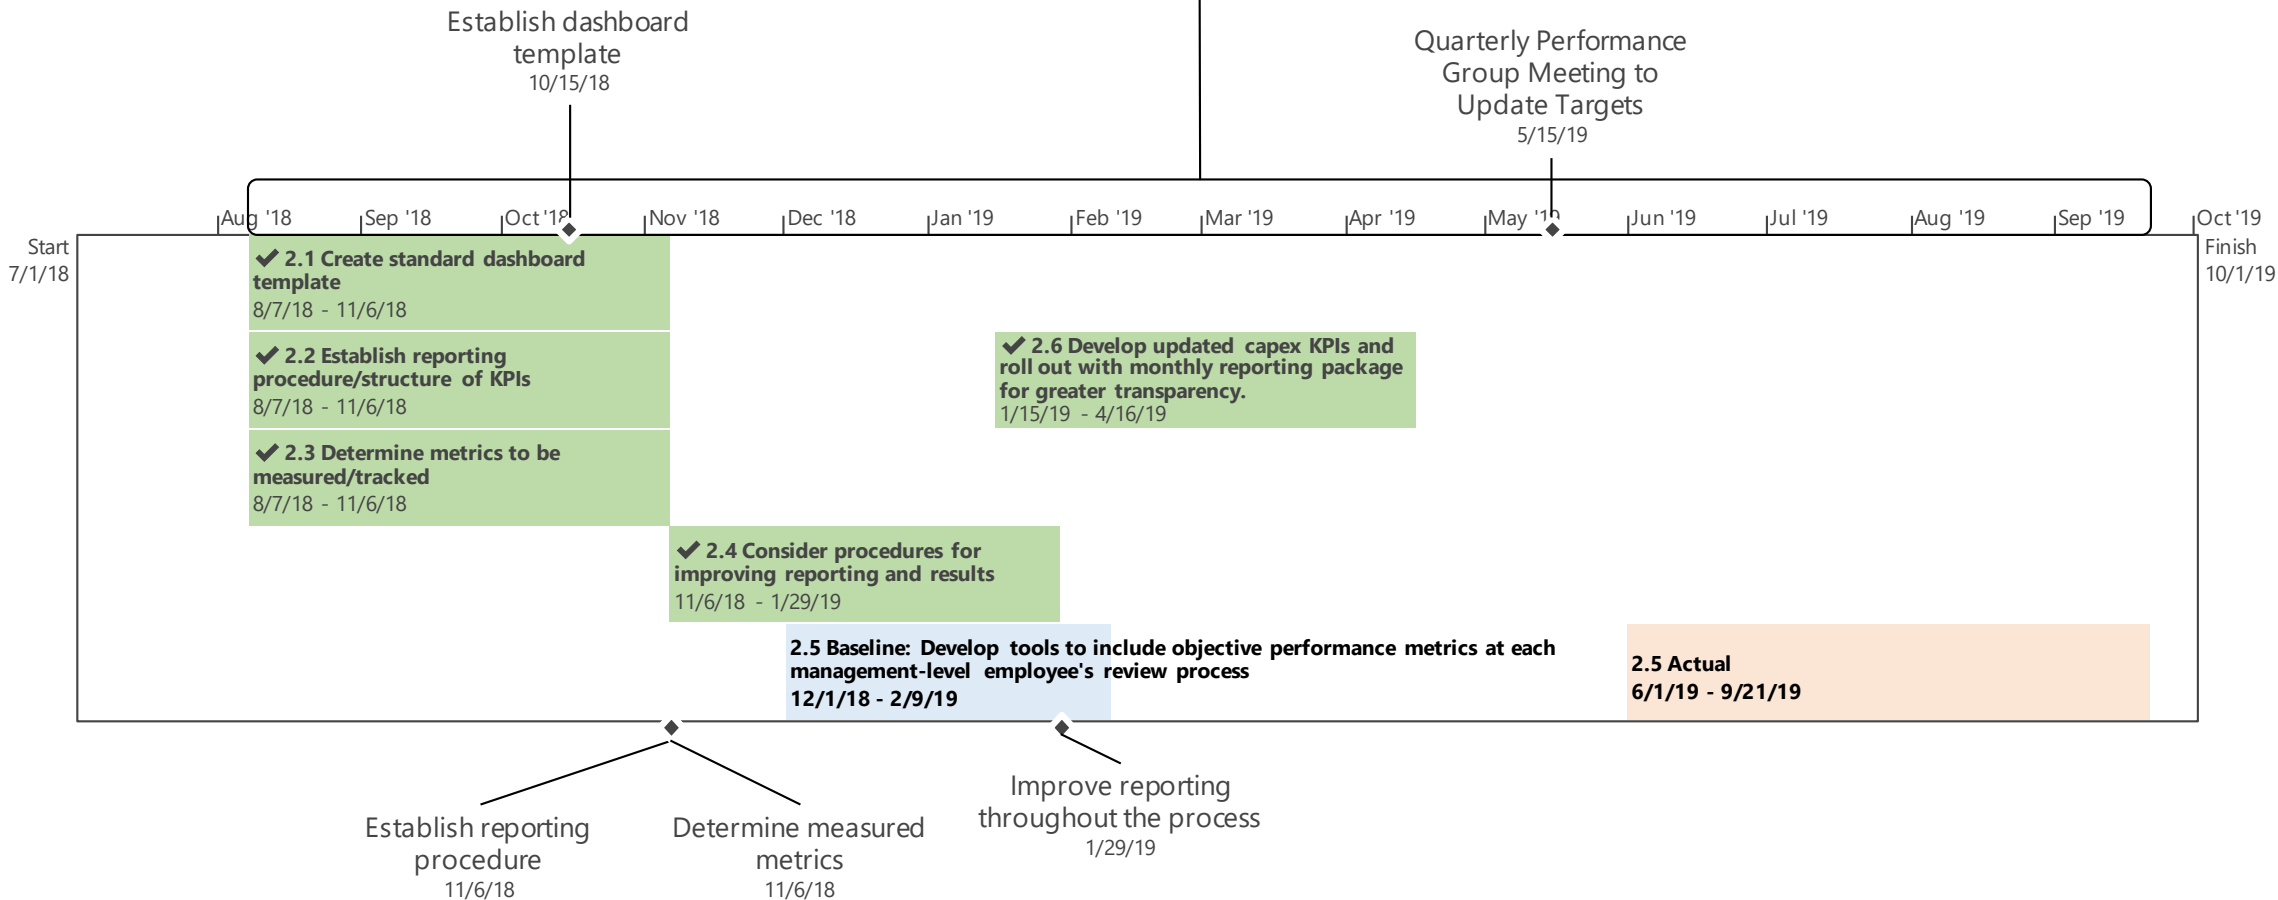 Establish dashboard
template
10/15/18
Quarterly Performance
Group Meeting to
Update Targets
5/15/19
Aug '18
Sep '18
Oct '18
Nov '18
Dec '18
Jan '19
Feb '19
Mar '19
Apr '19
May '19
Jun '19
Jul '19
Aug '19
Sep '19
Oct '19
Start
7/1/18
Finish
10/1/19
✔ 2.1 Create standard dashboard
template
8/7/18 - 11/6/18
✔ 2.2 Establish reporting
procedure/structure of KPIs
8/7/18 - 11/6/18
✔ 2.6 Develop updated capex KPIs and
roll out with monthly reporting package
for greater transparency.
1/15/19 - 4/16/19
✔ 2.3 Determine metrics to be
measured/tracked
8/7/18 - 11/6/18
✔ 2.4 Consider procedures for
improving reporting and results
11/6/18 - 1/29/19
2.5 Baseline: Develop tools to include objective performance metrics at each
management-level employee's review process
12/1/18 - 2/9/19
2.5 Actual
6/1/19 - 9/21/19
Establish reporting
procedure
11/6/18
Determine measured
metrics
11/6/18
Improve reporting
throughout the process
1/29/19